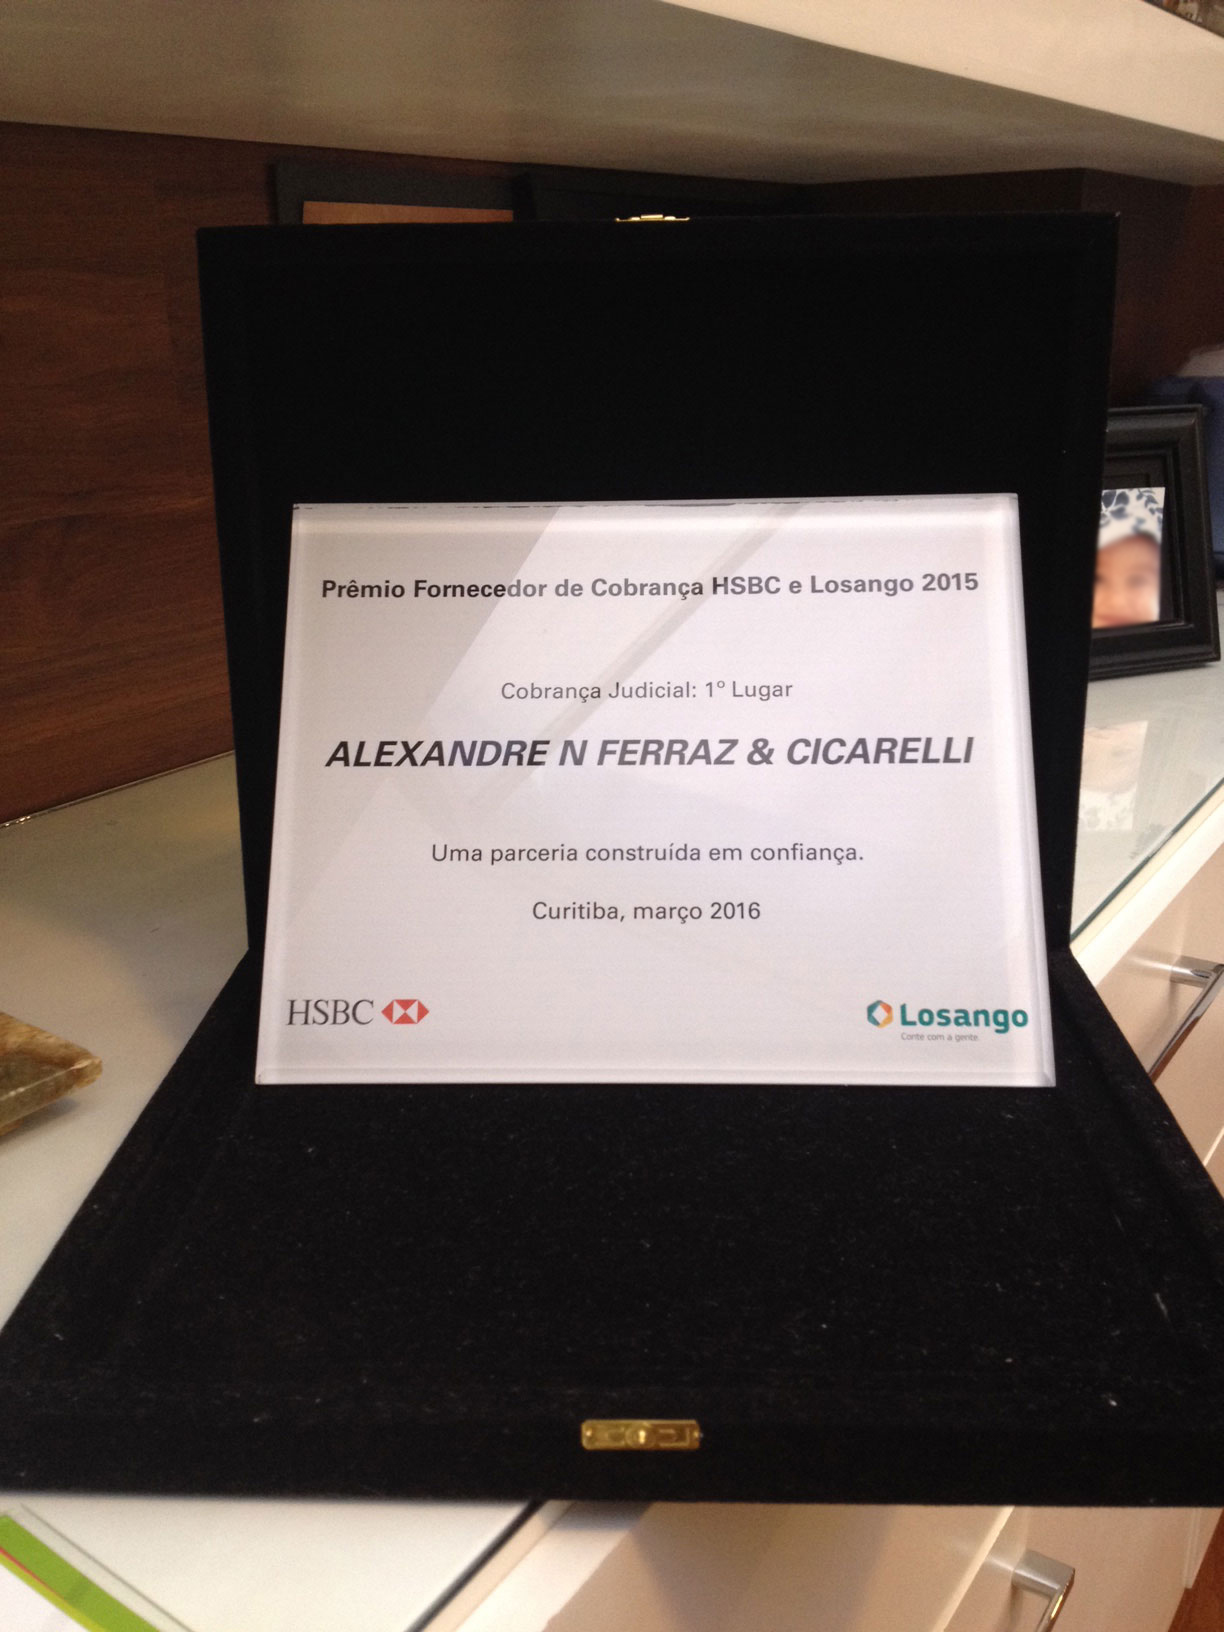 Prêmio Fornecedor de Cobrança HSBC e Losango 2015
Cobrança Judicial: 1º Lugar
ALEXANDRE N FERRAZ & CICARELLI
Uma parceria construída em confiança.
Curitiba, março 2016
HSBC
Losango
Conte com a gente